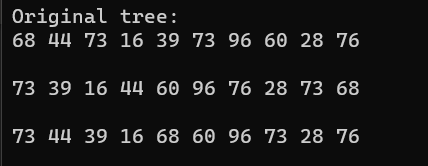 Original tree:
68 44 73 16 39 73 96 60 28 76
73 39 16 44 60 96 76 28 73 68
73 44 39 16 68 60 96 73 28 76